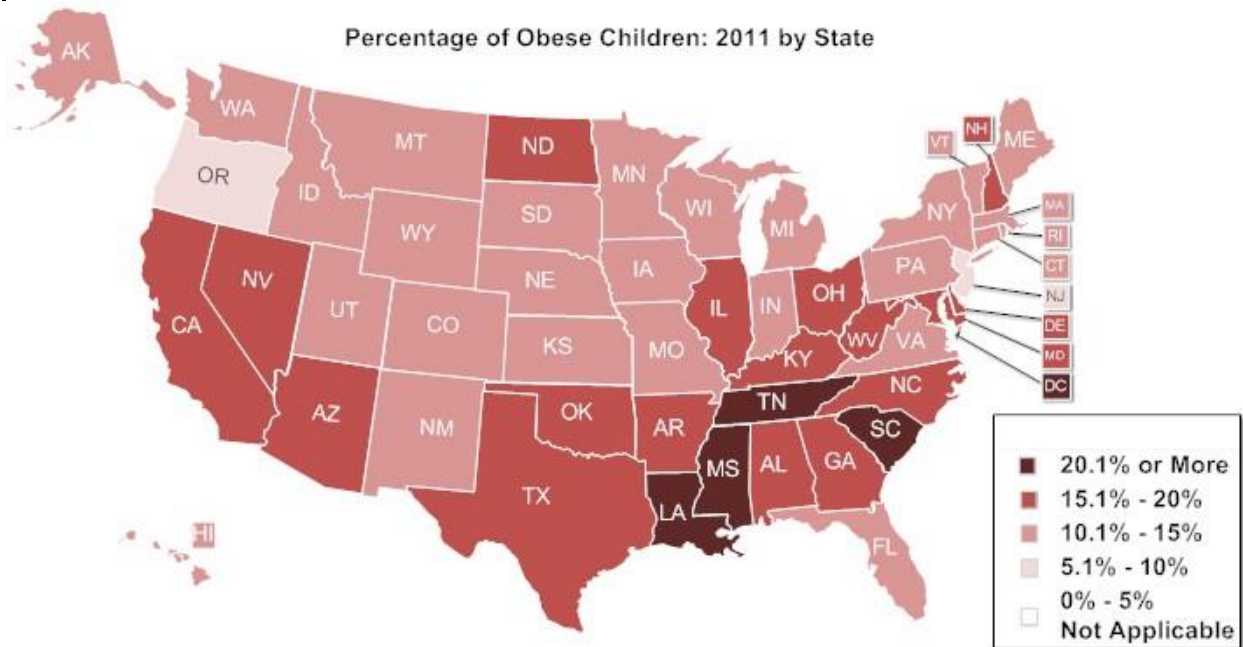 Percentage of Obese Children: 2011 by State
AK
WA
MT
ND
MN
VT
NH
ME
OR
ID
SD
WI
MI
NY
MA
WY
RI
IA
NE
PA
CT
NV
UT
CO
IL
IN
OH
NJ
CA
KS
MO
KY
WV
VA
DE
MD
AZ
NM
OK
AR
TN
NC
DC
TX
LA
MS
AL
GA
SC
FL
HI
20.1% or More
15.1% - 20%
10.1% - 15%
5.1% - 10%
0% - 5%
Not Applicable